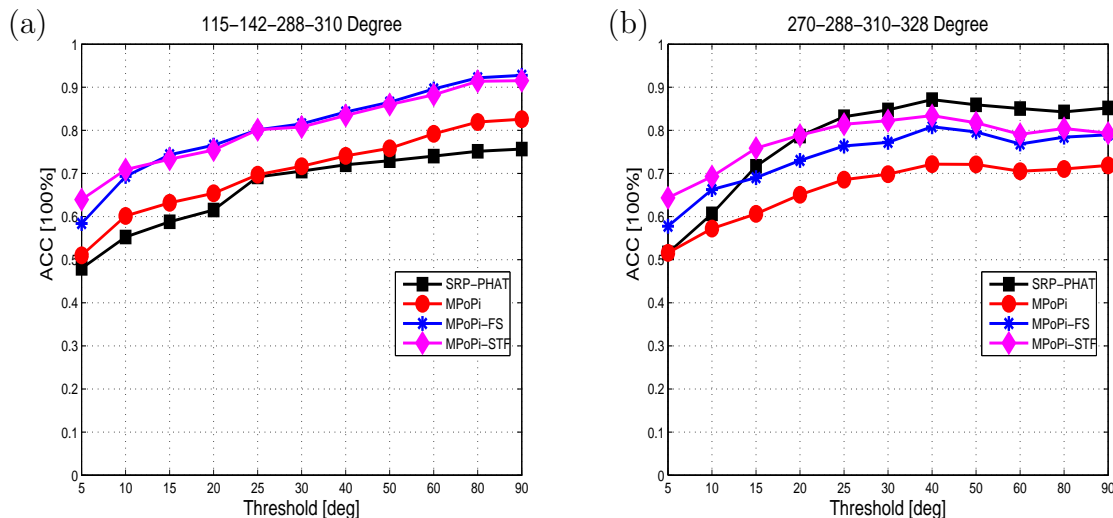 (a)
115−142−288−310 Degree
1
0.9
0.8
0.7
0.6
0.5
0.4
0.3
0.2
0.1
0
ACC [100%]
5 10 15 20 25 30 40 50 60 80 90
Threshold [deg]
SRP−PHAT
MPoPi
MPoPi−FS
MPoPi−STF
(b)
270−288−310−328 Degree
1
0.9
0.8
0.7
0.6
0.5
0.4
0.3
0.2
0.1
0
ACC [100%]
5 10 15 20 25 30 40 50 60 80 90
Threshold [deg]
SRP−PHAT
MPoPi
MPoPi−FS
MPoPi−STF